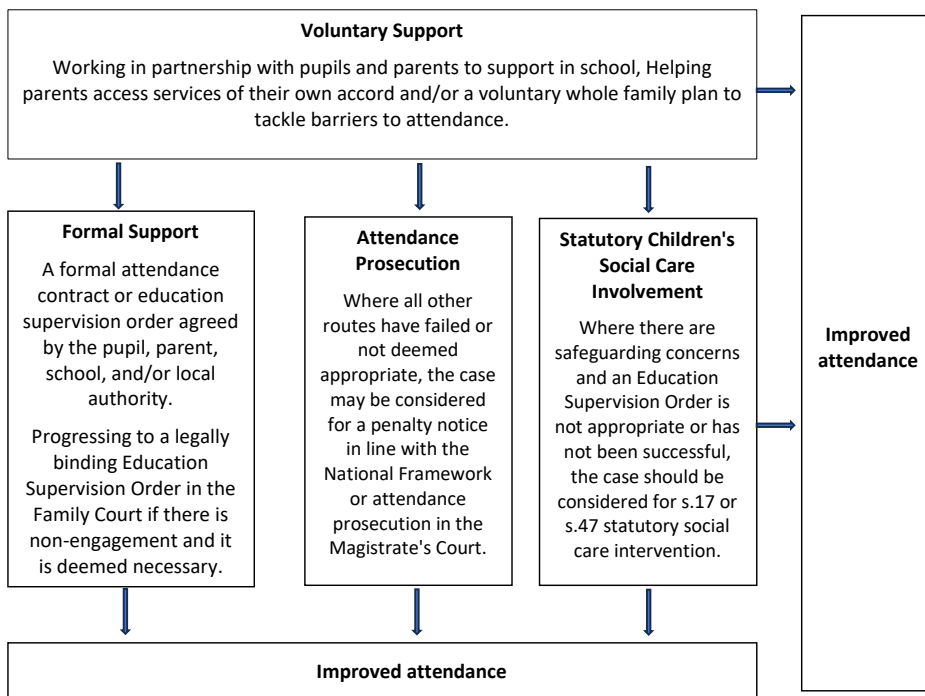 Voluntary Support
Working in partnership with pupils and parents to support in school, Helping
parents access services of their own accord and/or a voluntary whole family plan to
tackle barriers to attendance.
Formal Support
A formal attendance
contract or education
supervision order agreed
by the pupil, parent,
school, and/or local
authority.
Progressing to a legally
binding Education
Supervision Order in the
Family Court if there is
non-engagement and it
is deemed necessary.
Attendance
Prosecution
Where all other
routes have failed or
not deemed
appropriate, the case
may be considered
for a penalty notice
in line with the
National Framework
or attendance
prosecution in the
Magistrate's Court.
Statutory Children's
Social Care
Involvement
Where there are
safeguarding concerns
and an Education
Supervision Order is
not appropriate or has
not been successful,
the case should be
considered for s.17 or
s.47 statutory social
care intervention.
Improved
attendance
Improved attendance